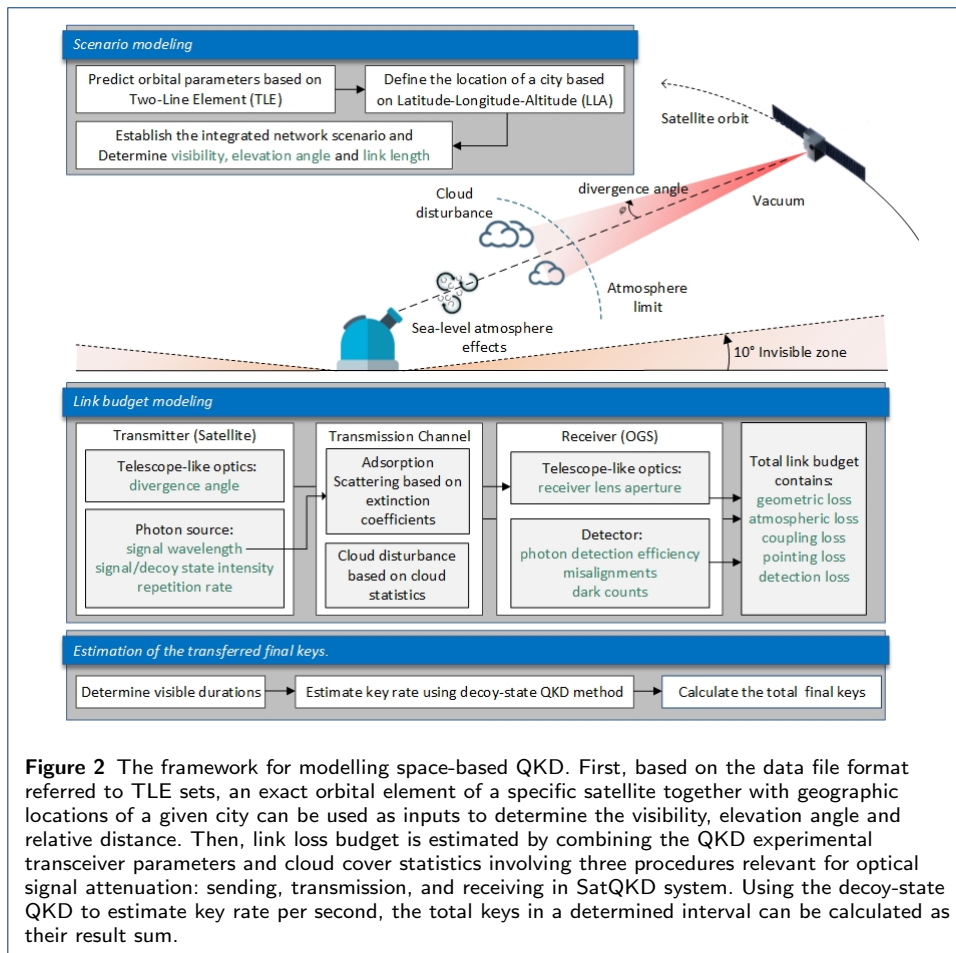 Scenario modeling
Predict orbital parameters based on
Two-Line Element (TLE)
Define the location of a city based
on Latitude-Longitude-Altitude (LLA)
Establish the integrated network scenario and
Determine visibility, elevation angle and link length
Satellite orbit
divergence angle
φ
Vacuum
Cloud
disturbance
Atmosphere
limit
Sea-level atmosphere
effects
10° Invisible zone
Link budget modeling
Transmitter (Satellite)
Telescope-like optics:
divergence angle
Photon source:
signal wavelength
signal/decoy state intensity
repetition rate
Transmission Channel
Adsorption
Scattering based on
extinction
coefficients
Cloud disturbance
based on cloud
statistics
Receiver (OGS)
Telescope-like optics:
receiver lens aperture
Detector:
photon detection efficiency
misalignments
dark counts
Total link budget
contains:
geometric loss
atmospheric loss
coupling loss
pointing loss
detection loss
Estimation of the transferred final keys.
Determine visible durations
Estimate key rate using decoy-state QKD method
Calculate the total final keys
Figure 2 The framework for modelling space-based QKD. First, based on the data file format
referred to TLE sets, an exact orbital element of a specific satellite together with geographic
locations of a given city can be used as inputs to determine the visibility, elevation angle and
relative distance. Then, link loss budget is estimated by combining the QKD experimental
transceiver parameters and cloud cover statistics involving three procedures relevant for optical
signal attenuation: sending, transmission, and receiving in SatQKD system. Using the decoy-state
QKD to estimate key rate per second, the total keys in a determined interval can be calculated as
their result sum.